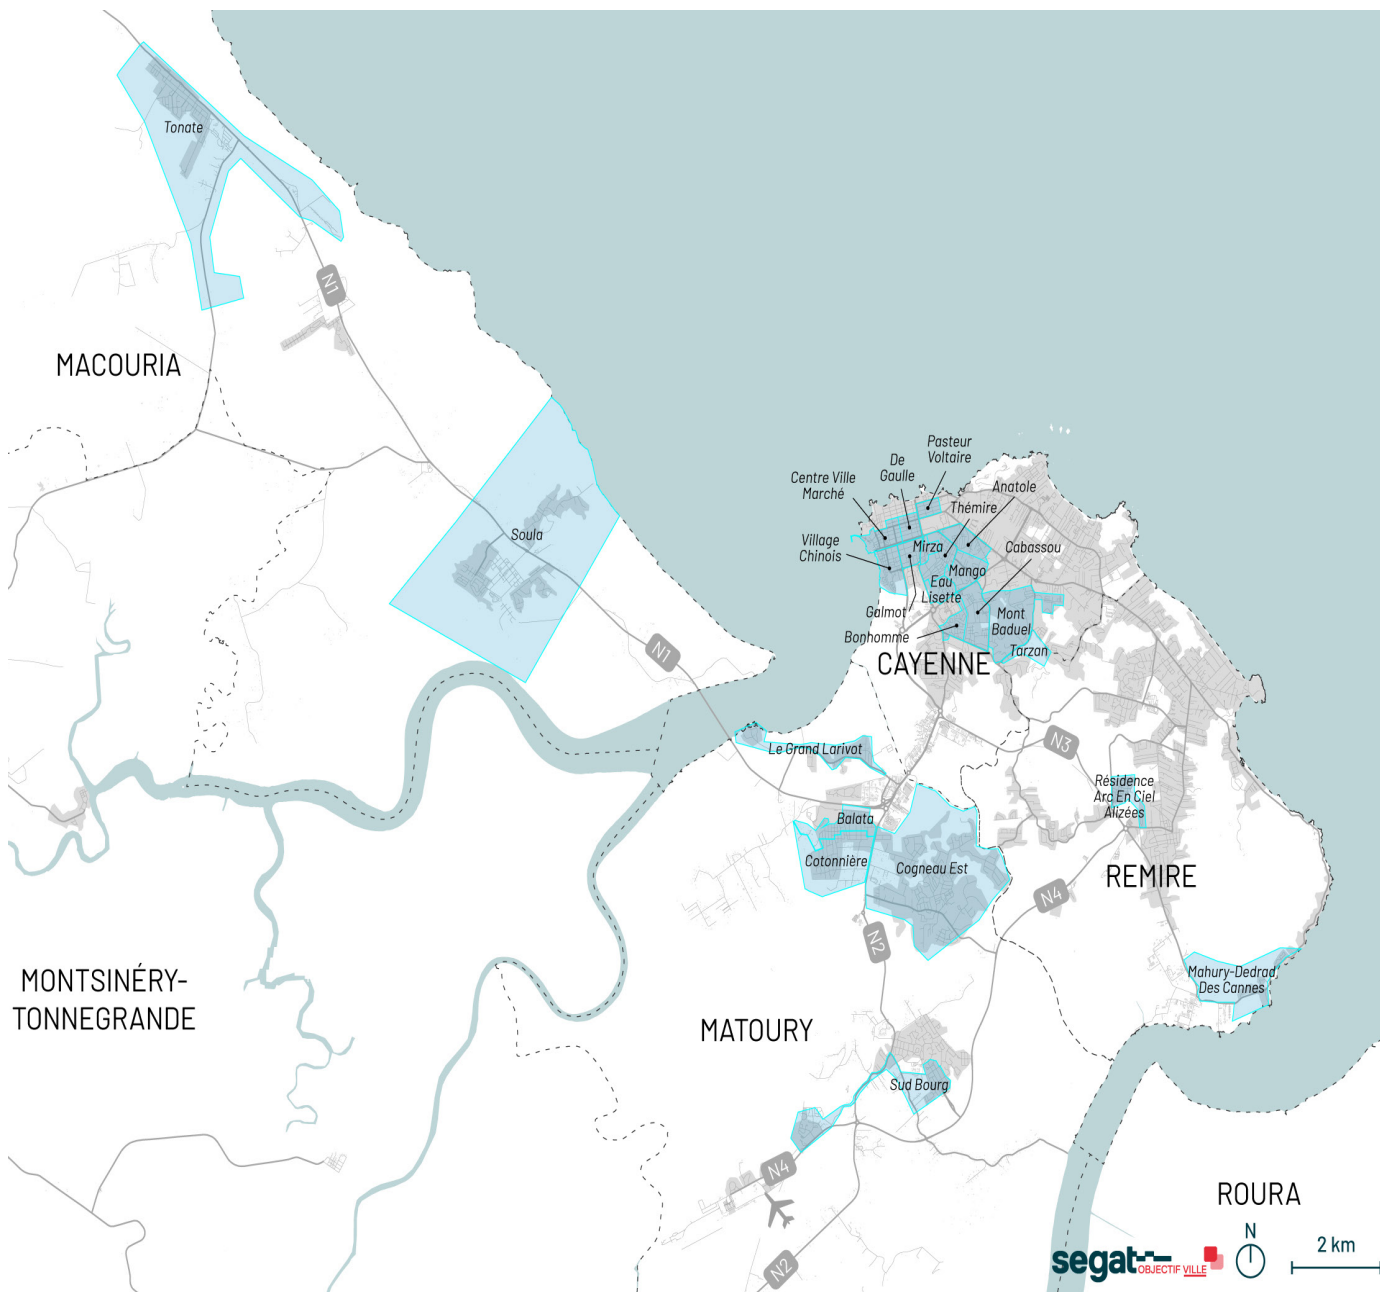 Tonate
N1
MACOURIA
Pasteur
Voltaire
De
Gaulle
Centre Ville
Marché
Anatole
Thémire
Village
Chinois
Mirza
Cabassou
Soula
Mango
Eau
Lisette
Galmot
Mont
Baduel
Bonhomme
Tarzan
N1
CAYENNE
N3
Le Grand Larivot
Résidence
Arc En Ciel
Alizées
Balata
Cotonnière
Cogneau Est
REMIRE
N4
N2
MONTSINÉRY-
TONNEGRANDE
Mahury-Dedrad
Des Cannes
MATOURY
Sud Bourg
N4
ROURA
N
2 km
segat
OBJECTIF VILLE
N2